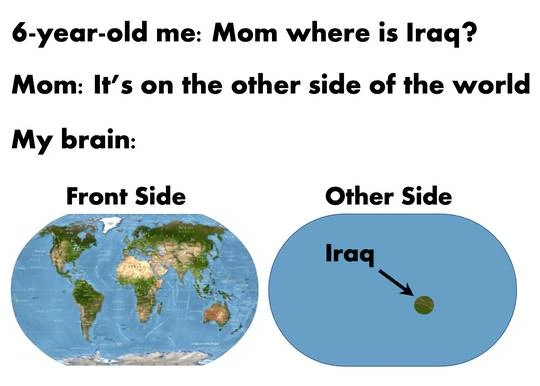 6-year-old me: Mom where is Iraq?
Mom: It’s on the other side of the world
My brain:
Front Side
Other Side
Iraq